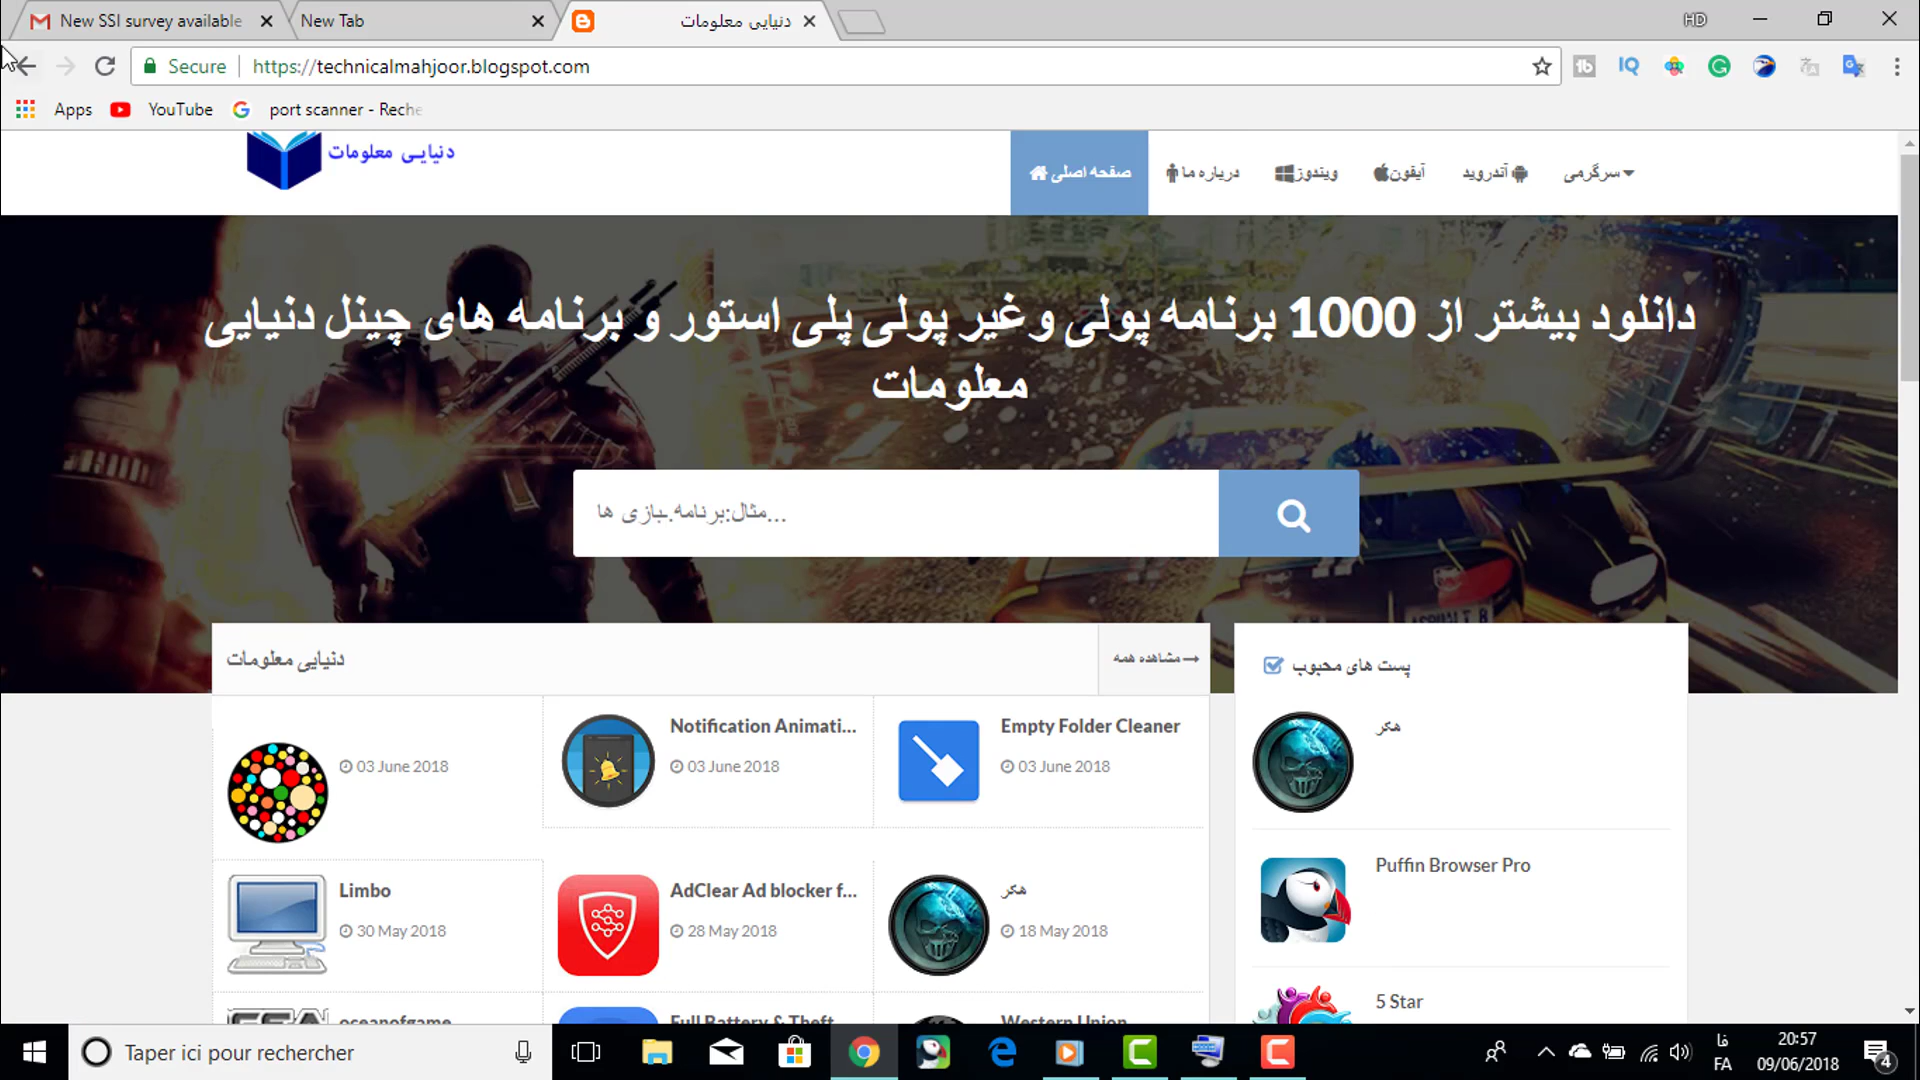 New SSI survey available
New Tab
دنیایی معلومات
HD
Secure
https://technicalmahjoor.blogspot.com
Apps
YouTube
port scanner - Reche
دنیایی معلومات
صفحه اصلی
درباره ما
ویندوز
آیفون
آندروید
سرگرمی
دانلود بیشتر از 1000 برنامه پولی وغیر پولی پلی استور و برنامه های چینل دنیایی
معلومات
مثال:برنامه.بازی ها...
دنیایی معلومات
مشاهده همه
پست های محبوب
03 June 2018
Notification Animati...
03 June 2018
Empty Folder Cleaner
03 June 2018
هکر
Puffin Browser Pro
Limbo
30 May 2018
AdClear Ad blocker f...
28 May 2018
هکر
18 May 2018
5 Star
oceanofgame
Full Battery & Theft
Western Union
Taper ici pour rechercher
فا
FA
20:57
09/06/2018
4